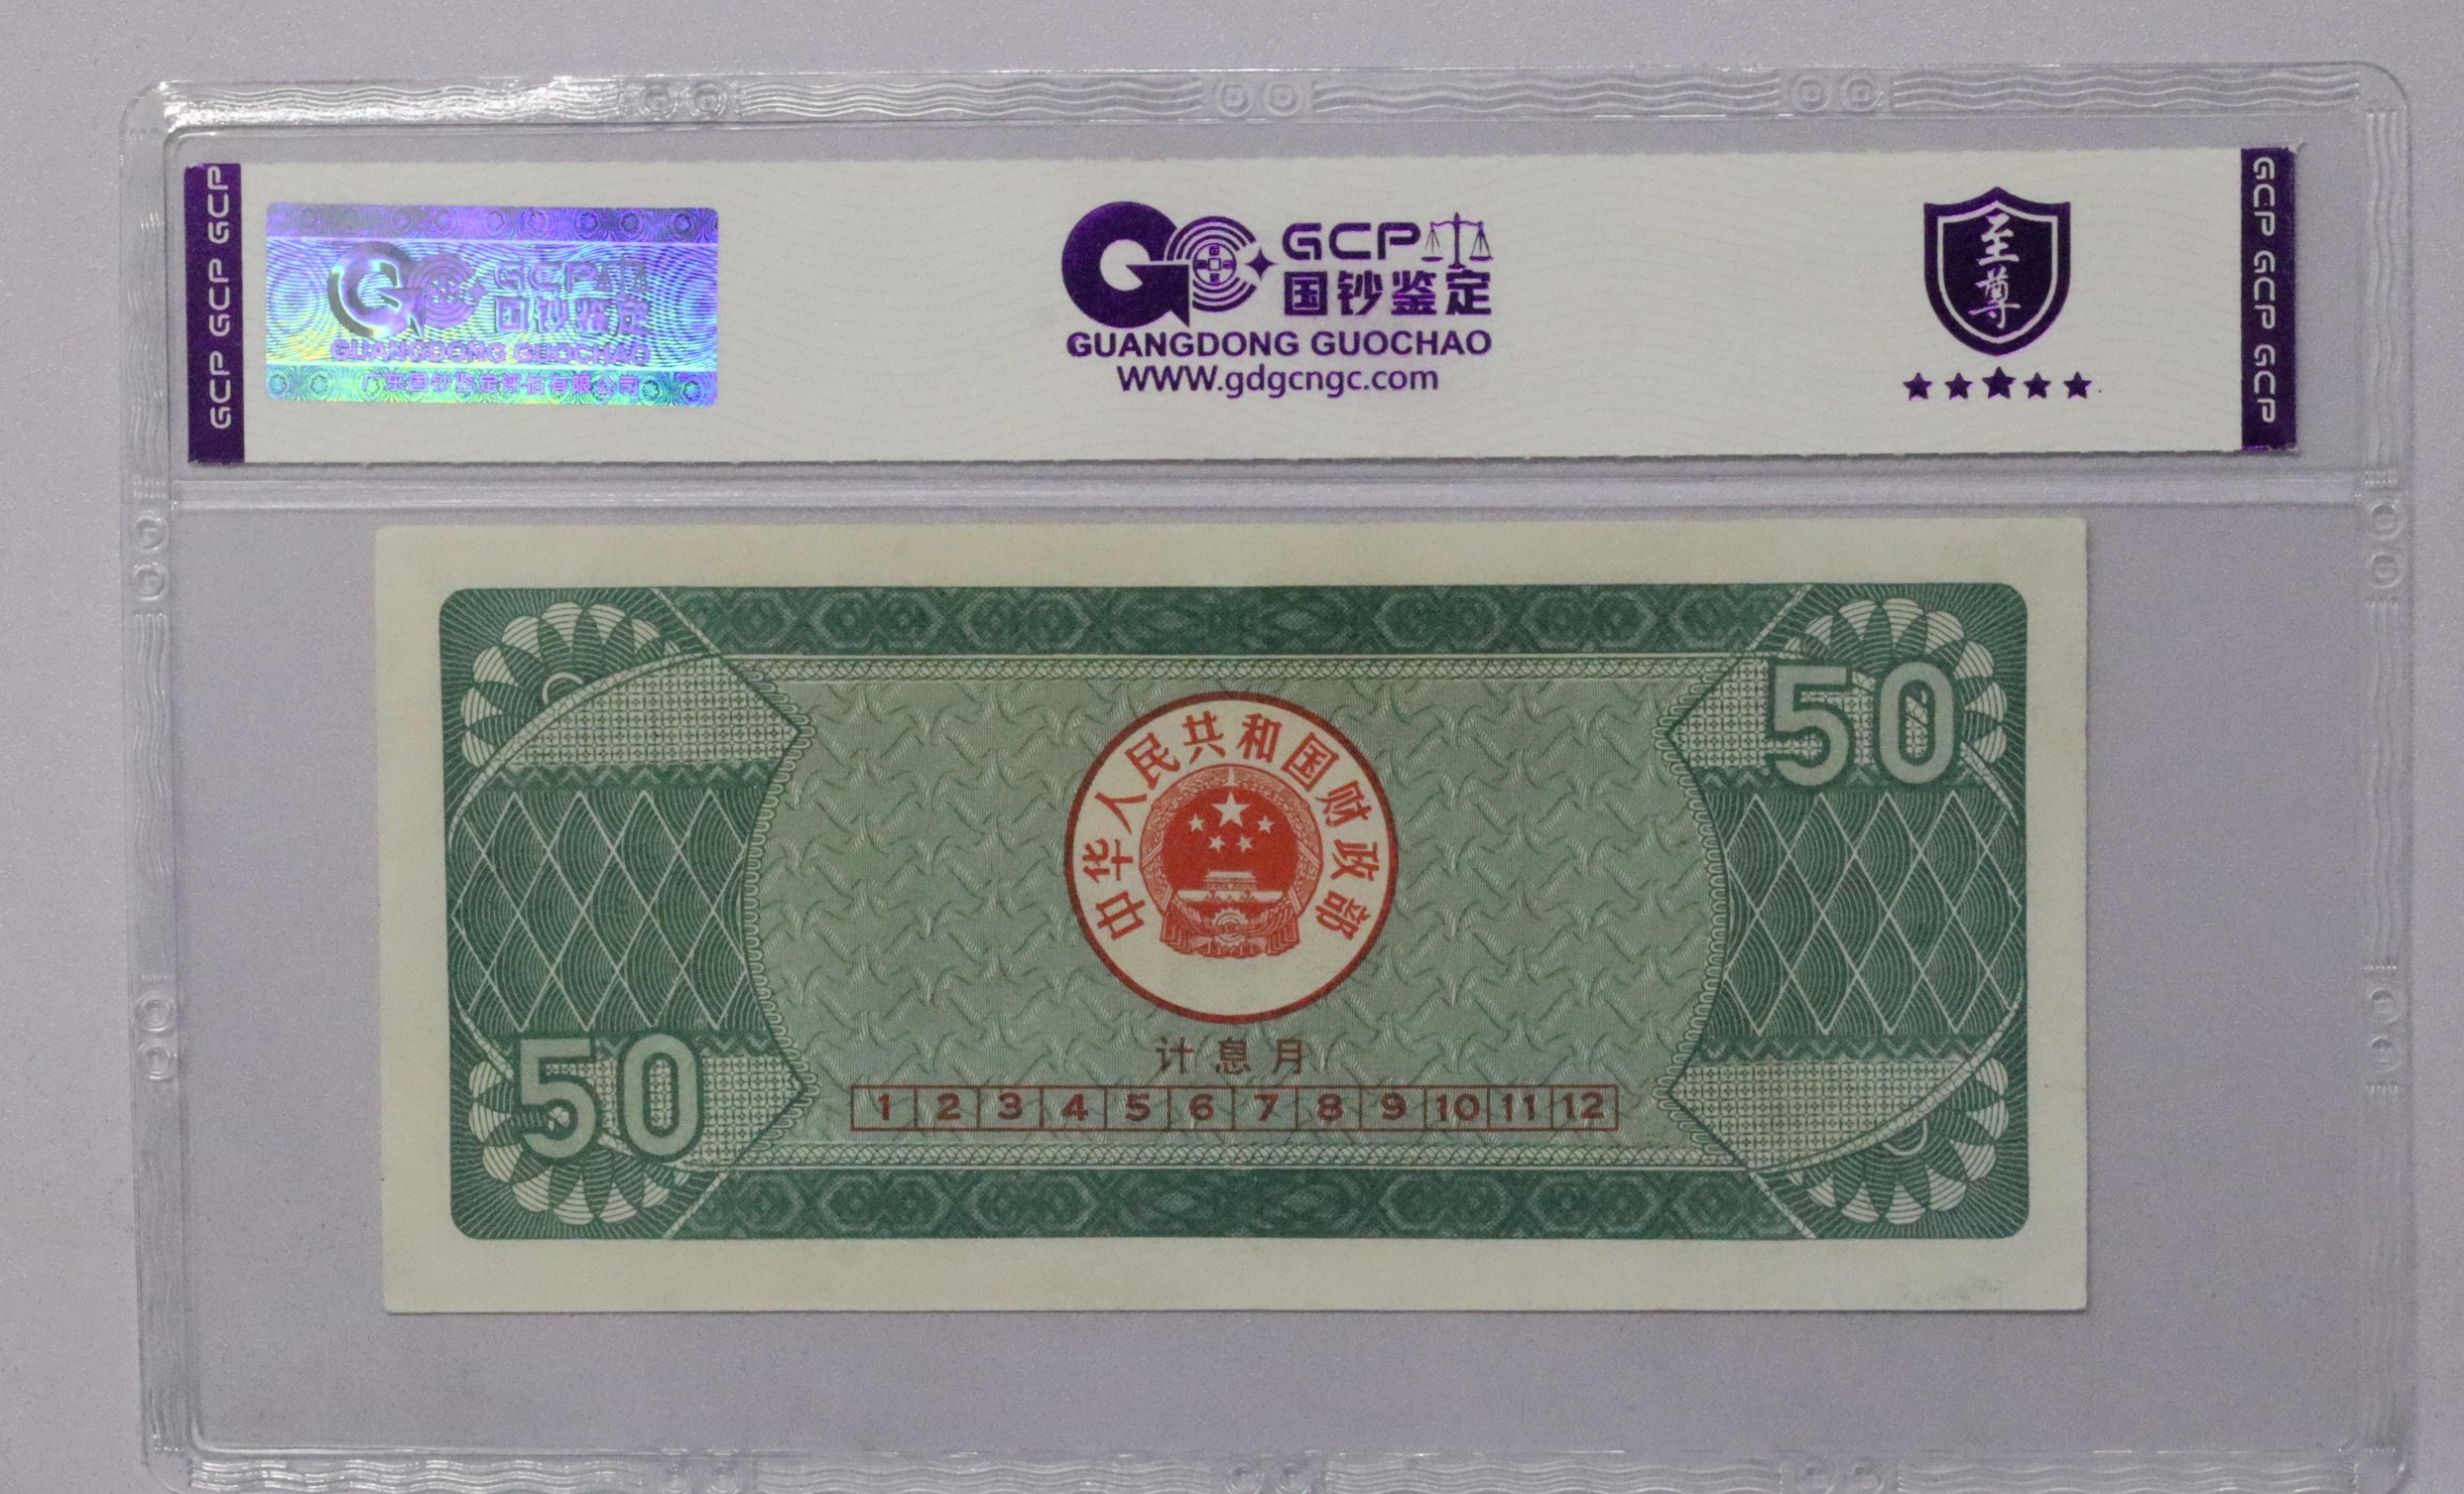 GCP GCP GCP
GCP国钞鉴定
GUANGDONG GUOCHAO
广东国钞鉴定评估有限公司
GCP
国钞鉴定
GUANGDONG GUOCHAO
WWW.gdgcngc.com
至尊
GCP GCP GCP
50
中华人民共和国财政部
50
计息月
1 2 3 4 5 6 7 8 9 10 11 12